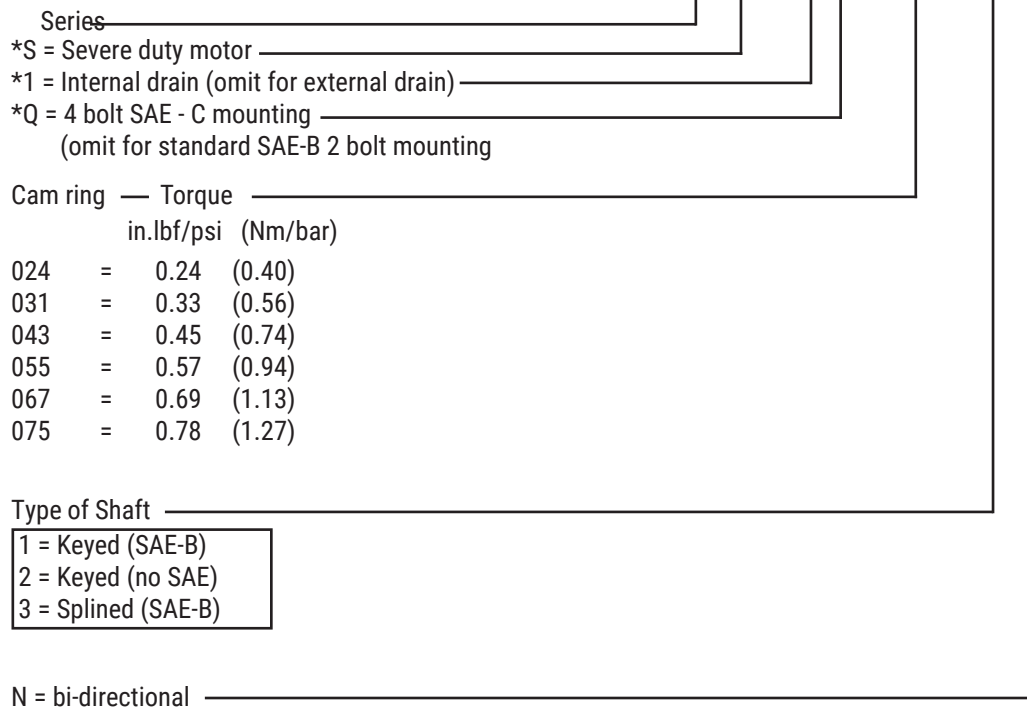 Series
*S = Severe duty motor
*1 = Internal drain (omit for external drain)
*Q = 4 bolt SAE - C mounting
(omit for standard SAE-B 2 bolt mounting
Cam ring — Torque
in.lbf/psi (Nm/bar)
024 = 0.24 (0.40)
031 = 0.33 (0.56)
043 = 0.45 (0.74)
055 = 0.57 (0.94)
067 = 0.69 (1.13)
075 = 0.78 (1.27)
Type of Shaft
1 = Keyed (SAE-B)
2 = Keyed (no SAE)
3 = Splined (SAE-B)
N = bi-directional